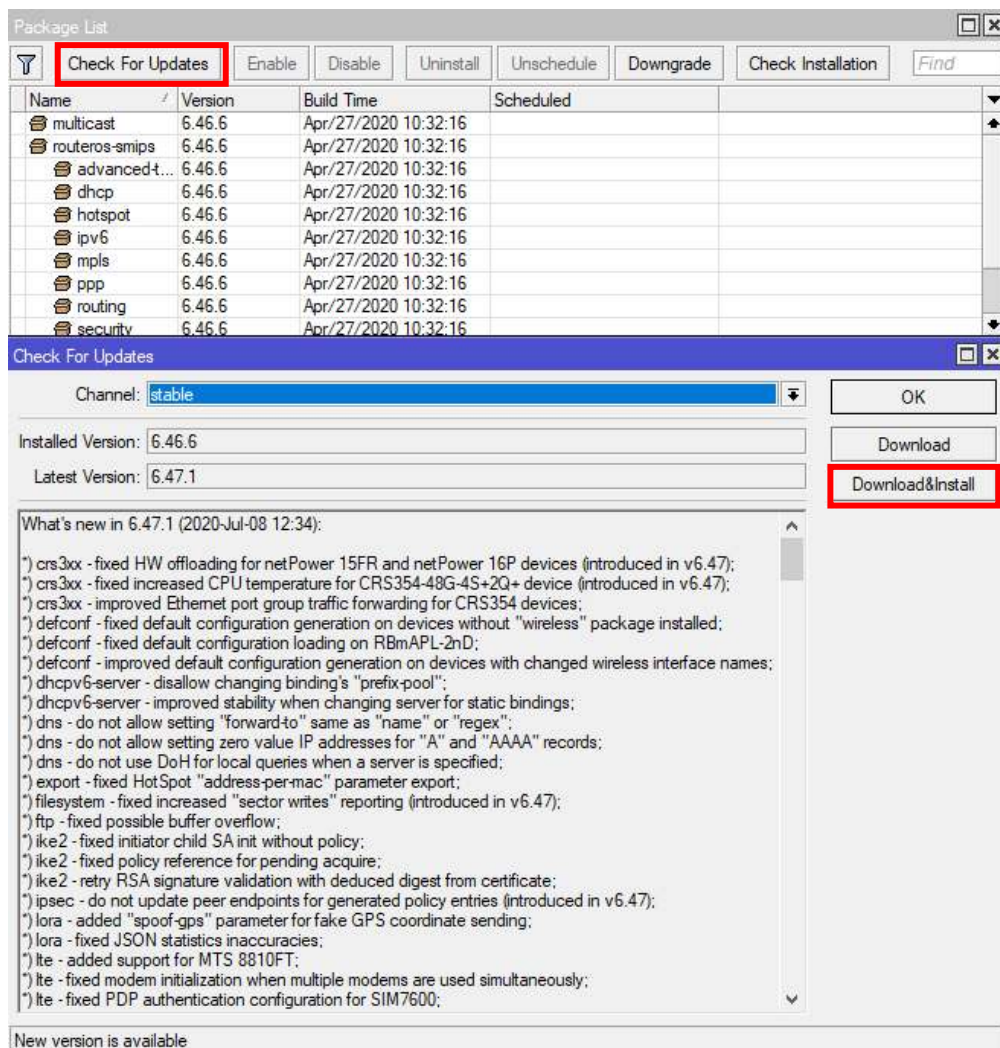 Package List
Check For Updates Enable Disable Uninstall Unschedule Downgrade Check Installation Find
Name Version Build Time Scheduled
multicast 6.46.6 Apr/27/2020 10:32:16
routeros-smips 6.46.6 Apr/27/2020 10:32:16
advanced-t... 6.46.6 Apr/27/2020 10:32:16
dhcp 6.46.6 Apr/27/2020 10:32:16
hotspot 6.46.6 Apr/27/2020 10:32:16
ipv6 6.46.6 Apr/27/2020 10:32:16
mpls 6.46.6 Apr/27/2020 10:32:16
ppp 6.46.6 Apr/27/2020 10:32:16
routing 6.46.6 Apr/27/2020 10:32:16
security 6.46.6 Apr/27/2020 10:32:16
Check For Updates
Channel: stable OK
Installed Version: 6.46.6 Download
Latest Version: 6.47.1 Download&Install
What's new in 6.47.1 (2020-Jul-08 12:34):
*) crs3xx - fixed HW offloading for netPower 15FR and netPower 16P devices (introduced in v6.47);
*) crs3xx - fixed increased CPU temperature for CRS354-48G-4S+2Q+ device (introduced in v6.47);
*) crs3xx - improved Ethernet port group traffic forwarding for CRS354 devices;
*) defconf - fixed default configuration generation on devices without "wireless" package installed;
*) defconf - fixed default configuration loading on RBmAPL-2nD;
*) defconf - improved default configuration generation on devices with changed wireless interface names;
*) dhcpv6-server - disallow changing binding's "prefix-pool";
*) dhcpv6-server - improved stability when changing server for static bindings;
*) dns - do not allow setting "forward-to" same as "name" or "regex";
*) dns - do not allow setting zero value IP addresses for "A" and "AAAA" records;
*) dns - do not use DoH for local queries when a server is specified;
*) export - fixed HotSpot "address-per-mac" parameter export;
*) filesystem - fixed increased "sector writes" reporting (introduced in v6.47);
*) ftp - fixed possible buffer overflow;
*) ike2 - fixed initiator child SA init without policy;
*) ike2 - fixed policy reference for pending acquire;
*) ike2 - retry RSA signature validation with deduced digest from certificate;
*) ipsec - do not update peer endpoints for generated policy entries (introduced in v6.47);
*) lora - added "spoof-gps" parameter for fake GPS coordinate sending;
*) lora - fixed JSON statistics inaccuracies;
*) lte - added support for MTS 8810FT;
*) lte - fixed modem initialization when multiple modems are used simultaneously;
*) lte - fixed PDP authentication configuration for SIM7600;
New version is available